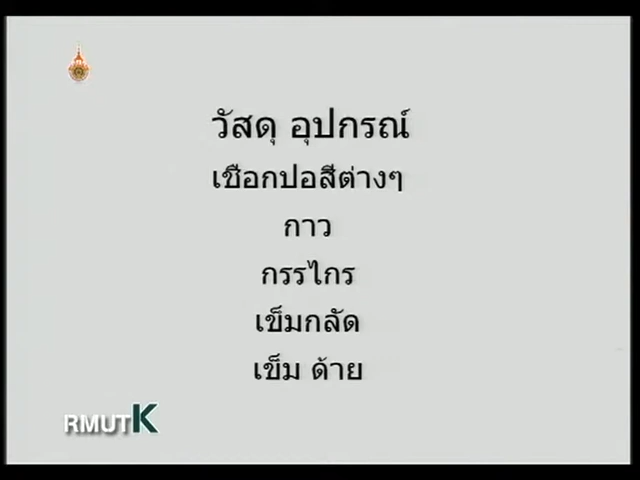 วัสดุ อุปกรณ์
เชือกปอสีต่างๆ
กาว
กรรไกร
เข็มกลัด
เข็ม ด้าย
RMUTK